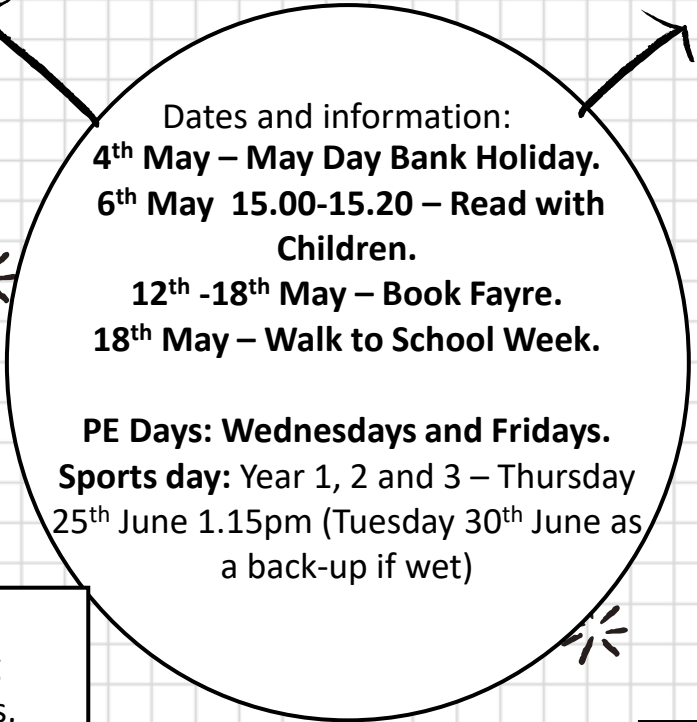 Dates and information:
4th May – May Day Bank Holiday.
6th May 15.00-15.20 – Read with
Children.
12th -18th May – Book Fayre.
18th May – Walk to School Week.
PE Days: Wednesdays and Fridays.
Sports day: Year 1, 2 and 3 – Thursday
25th June 1.15pm (Tuesday 30th June as
a back-up if wet)